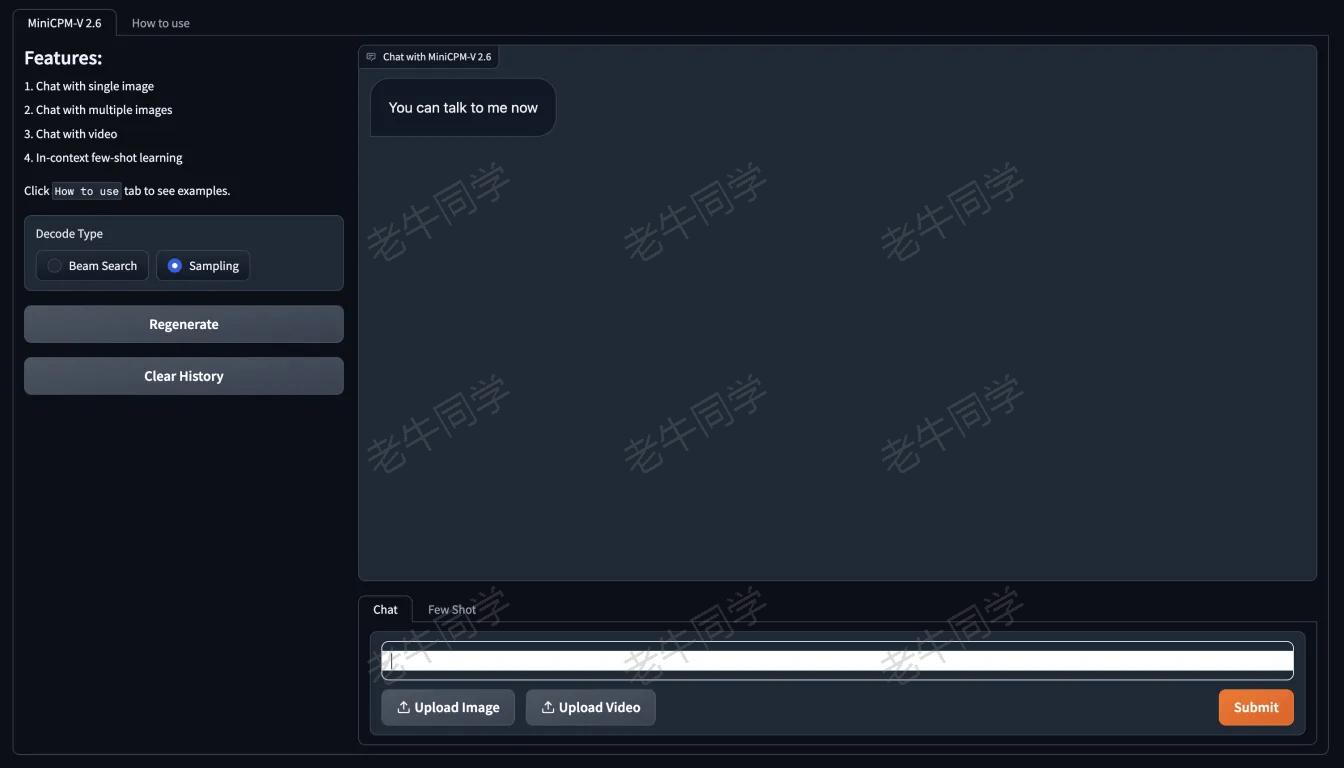 MiniCPM-V 2.6
How to use
Features:
1. Chat with single image
2. Chat with multiple images
3. Chat with video
4. In-context few-shot learning
Click How to use tab to see examples.
Decode Type
Beam Search
Sampling
Regenerate
Clear History
Chat with MiniCPM-V 2.6
You can talk to me now
老牛同学 老牛同学 老牛同学
老牛同学 老牛同学 老牛同学
Chat
Few Shot
老牛同学 老牛同学 老牛同学
Upload Image
Upload Video
Submit